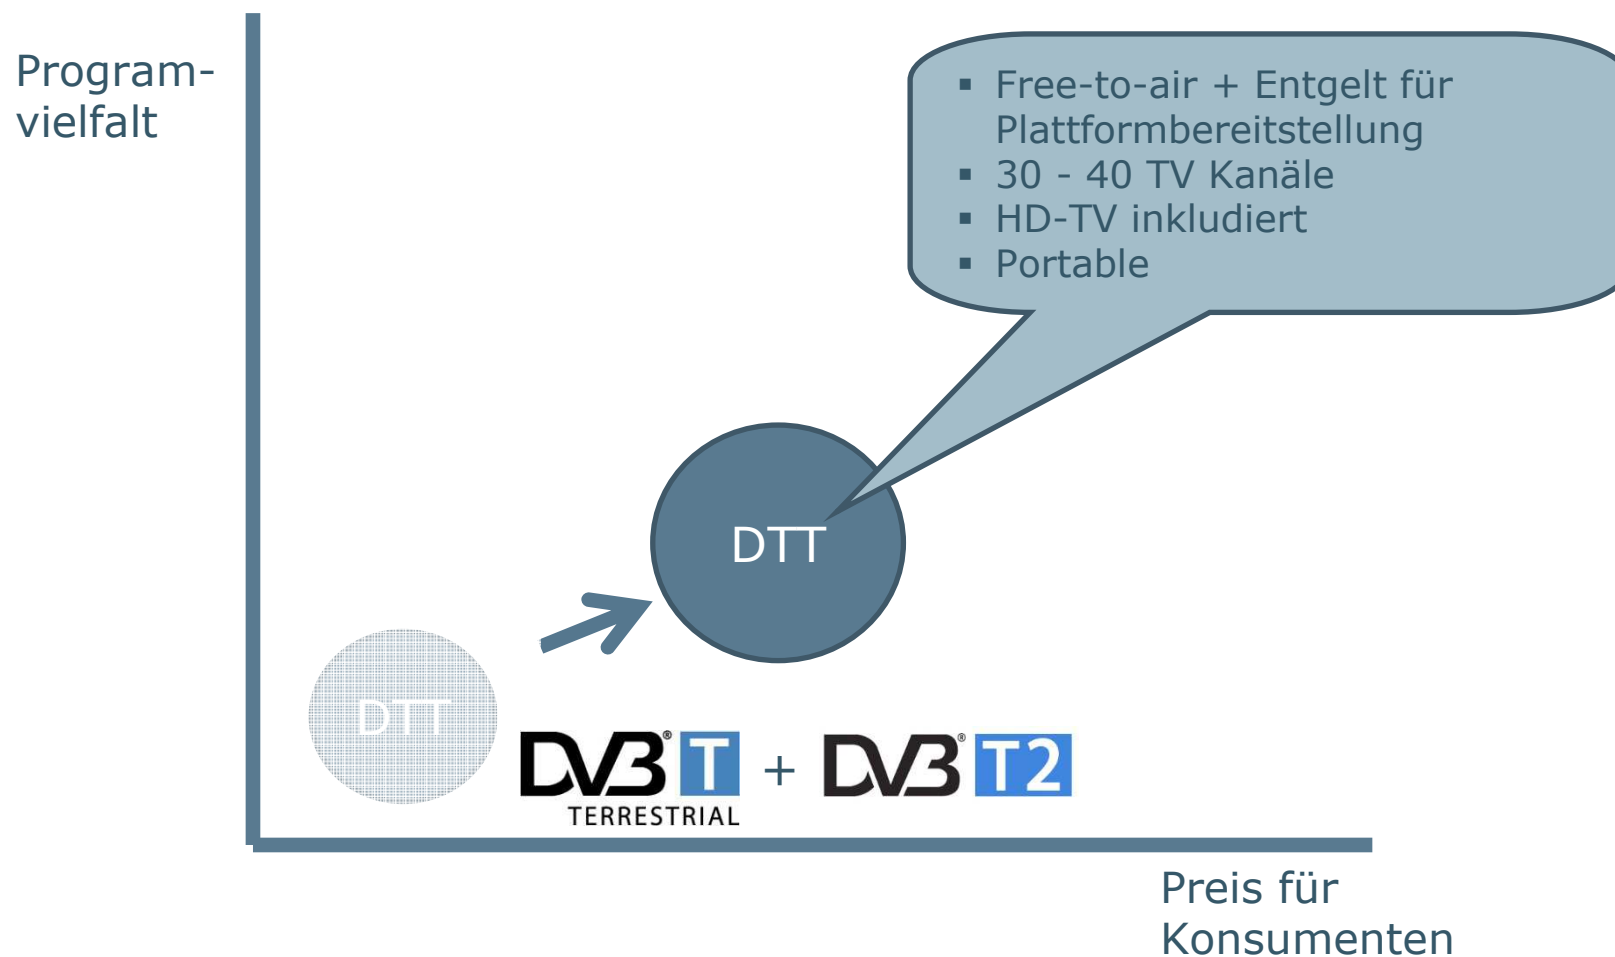 Program-
vielfalt
▪ Free-to-air + Entgelt für
Plattformbereitstellung
▪ 30 - 40 TV Kanäle
▪ HD-TV inkludiert
▪ Portable
DTT
DTT
DVB® T + DVB® T2
TERRESTRIAL
Preis für
Konsumenten